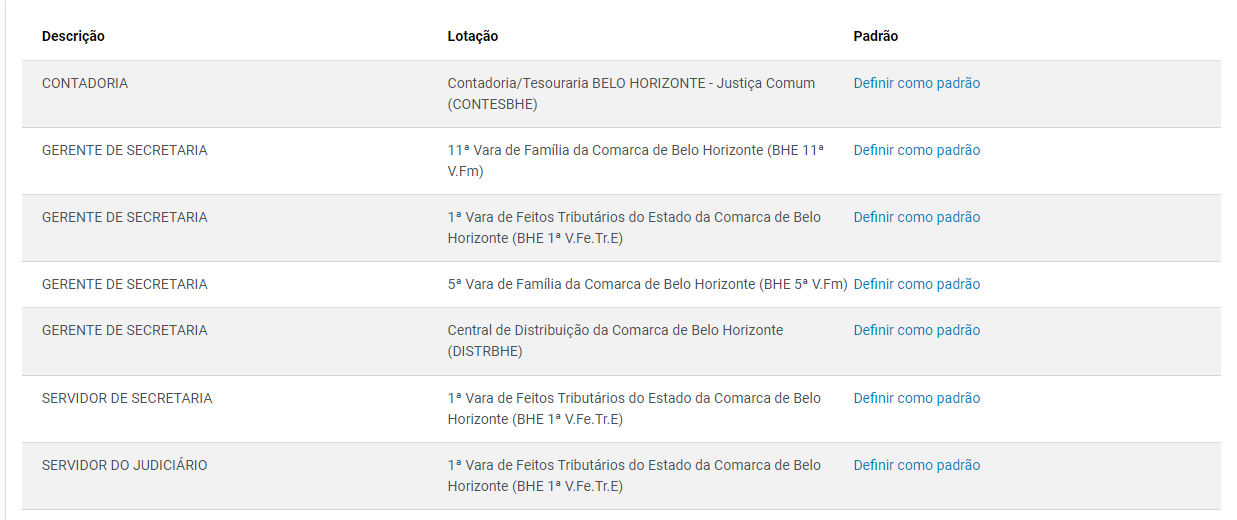 Descrição Lotação Padrão
CONTADORIA Contadoria/Tesouraria BELO HORIZONTE - Justiça Comum Definir como padrão
(CONTESBHE)
GERENTE DE SECRETARIA 11ª Vara de Família da Comarca de Belo Horizonte (BHE 11ª Definir como padrão
V.Fm)
GERENTE DE SECRETARIA 1ª Vara de Feitos Tributários do Estado da Comarca de Belo Definir como padrão
Horizonte (BHE 1ª V.Fe.Tr.E)
GERENTE DE SECRETARIA 5ª Vara de Família da Comarca de Belo Horizonte (BHE 5ª V.Fm) Definir como padrão
GERENTE DE SECRETARIA Central de Distribuição da Comarca de Belo Horizonte Definir como padrão
(DISTRBHE)
SERVIDOR DE SECRETARIA 1ª Vara de Feitos Tributários do Estado da Comarca de Belo Definir como padrão
Horizonte (BHE 1ª V.Fe.Tr.E)
SERVIDOR DO JUDICIÁRIO 1ª Vara de Feitos Tributários do Estado da Comarca de Belo Definir como padrão
Horizonte (BHE 1ª V.Fe.Tr.E)